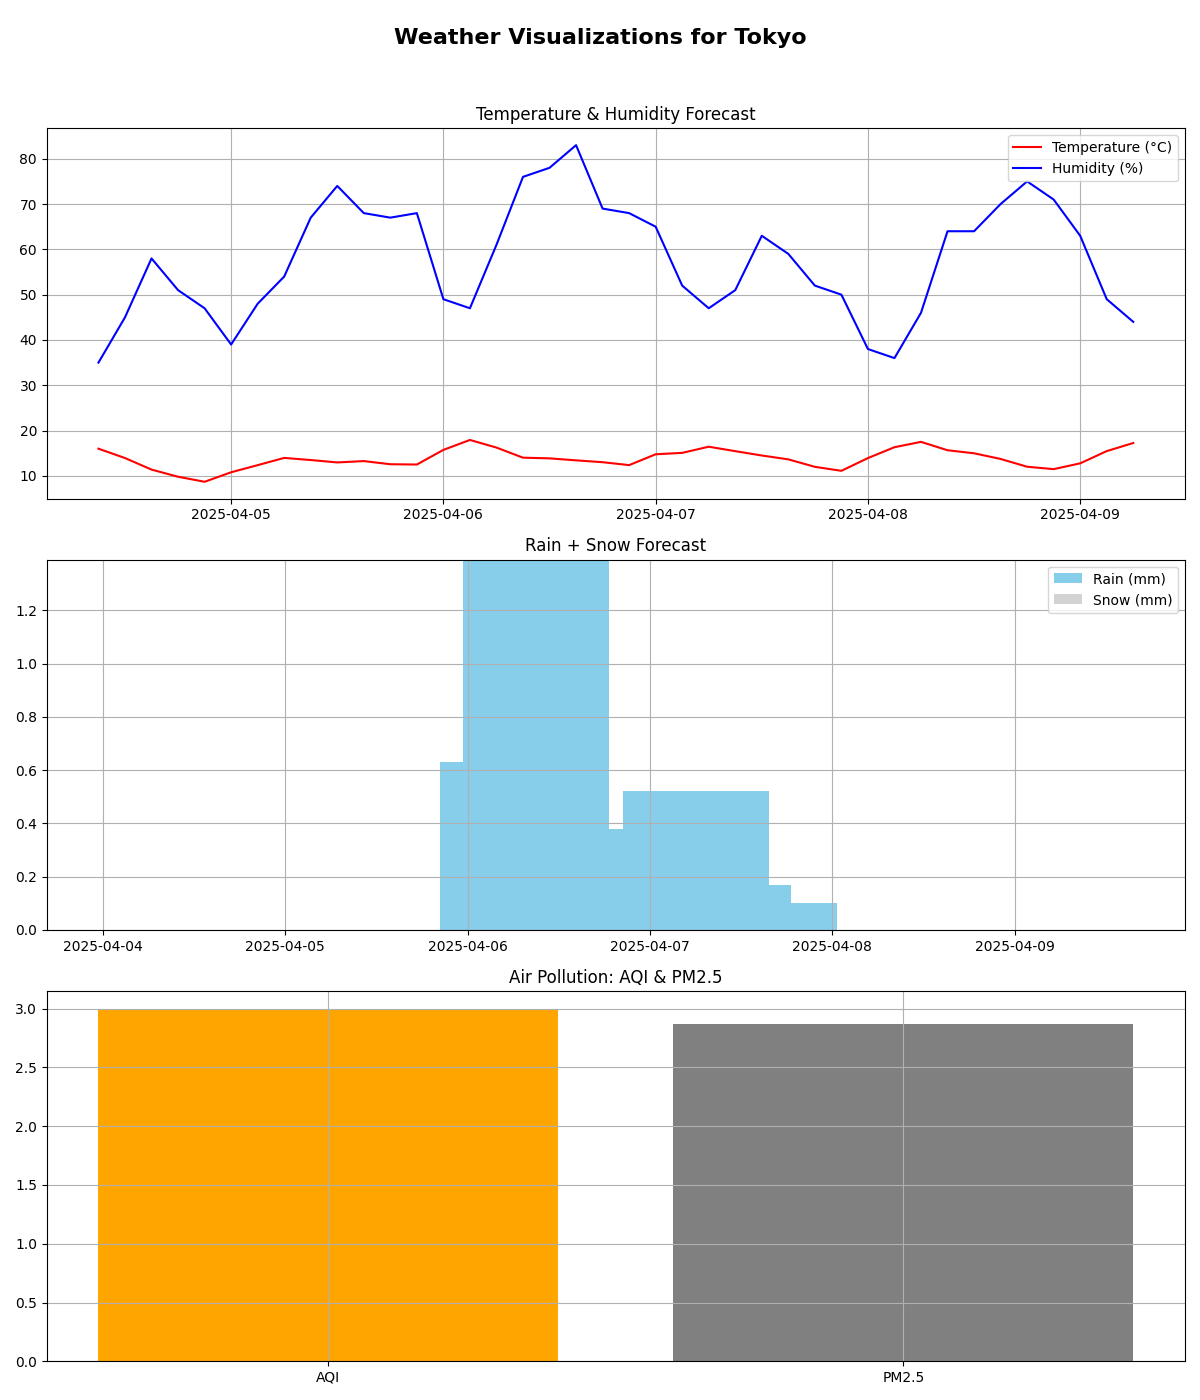 Weather Visualizations for Tokyo
Temperature & Humidity Forecast
Temperature (°C)
Humidity (%)
80
70
60
50
40
30
20
10
2025-04-05 2025-04-06 2025-04-07 2025-04-08 2025-04-09
Rain + Snow Forecast
Rain (mm)
Snow (mm)
1.2
1.0
0.8
0.6
0.4
0.2
0.0
2025-04-04 2025-04-05 2025-04-06 2025-04-07 2025-04-08 2025-04-09
Air Pollution: AQI & PM2.5
3.0
2.5
2.0
1.5
1.0
0.5
0.0
AQI PM2.5